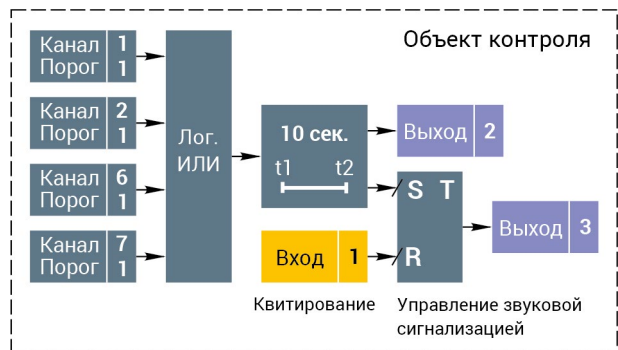 Объект контроля
Канал 1
Порог 1
Канал 2
Порог 1
Канал 6
Порог 1
Канал 7
Порог 1
Лог.
ИЛИ
10 сек.
t1 t2
Выход 2
S T
R
Выход 3
Вход 1
Квитирование
Управление звуковой
сигнализацией